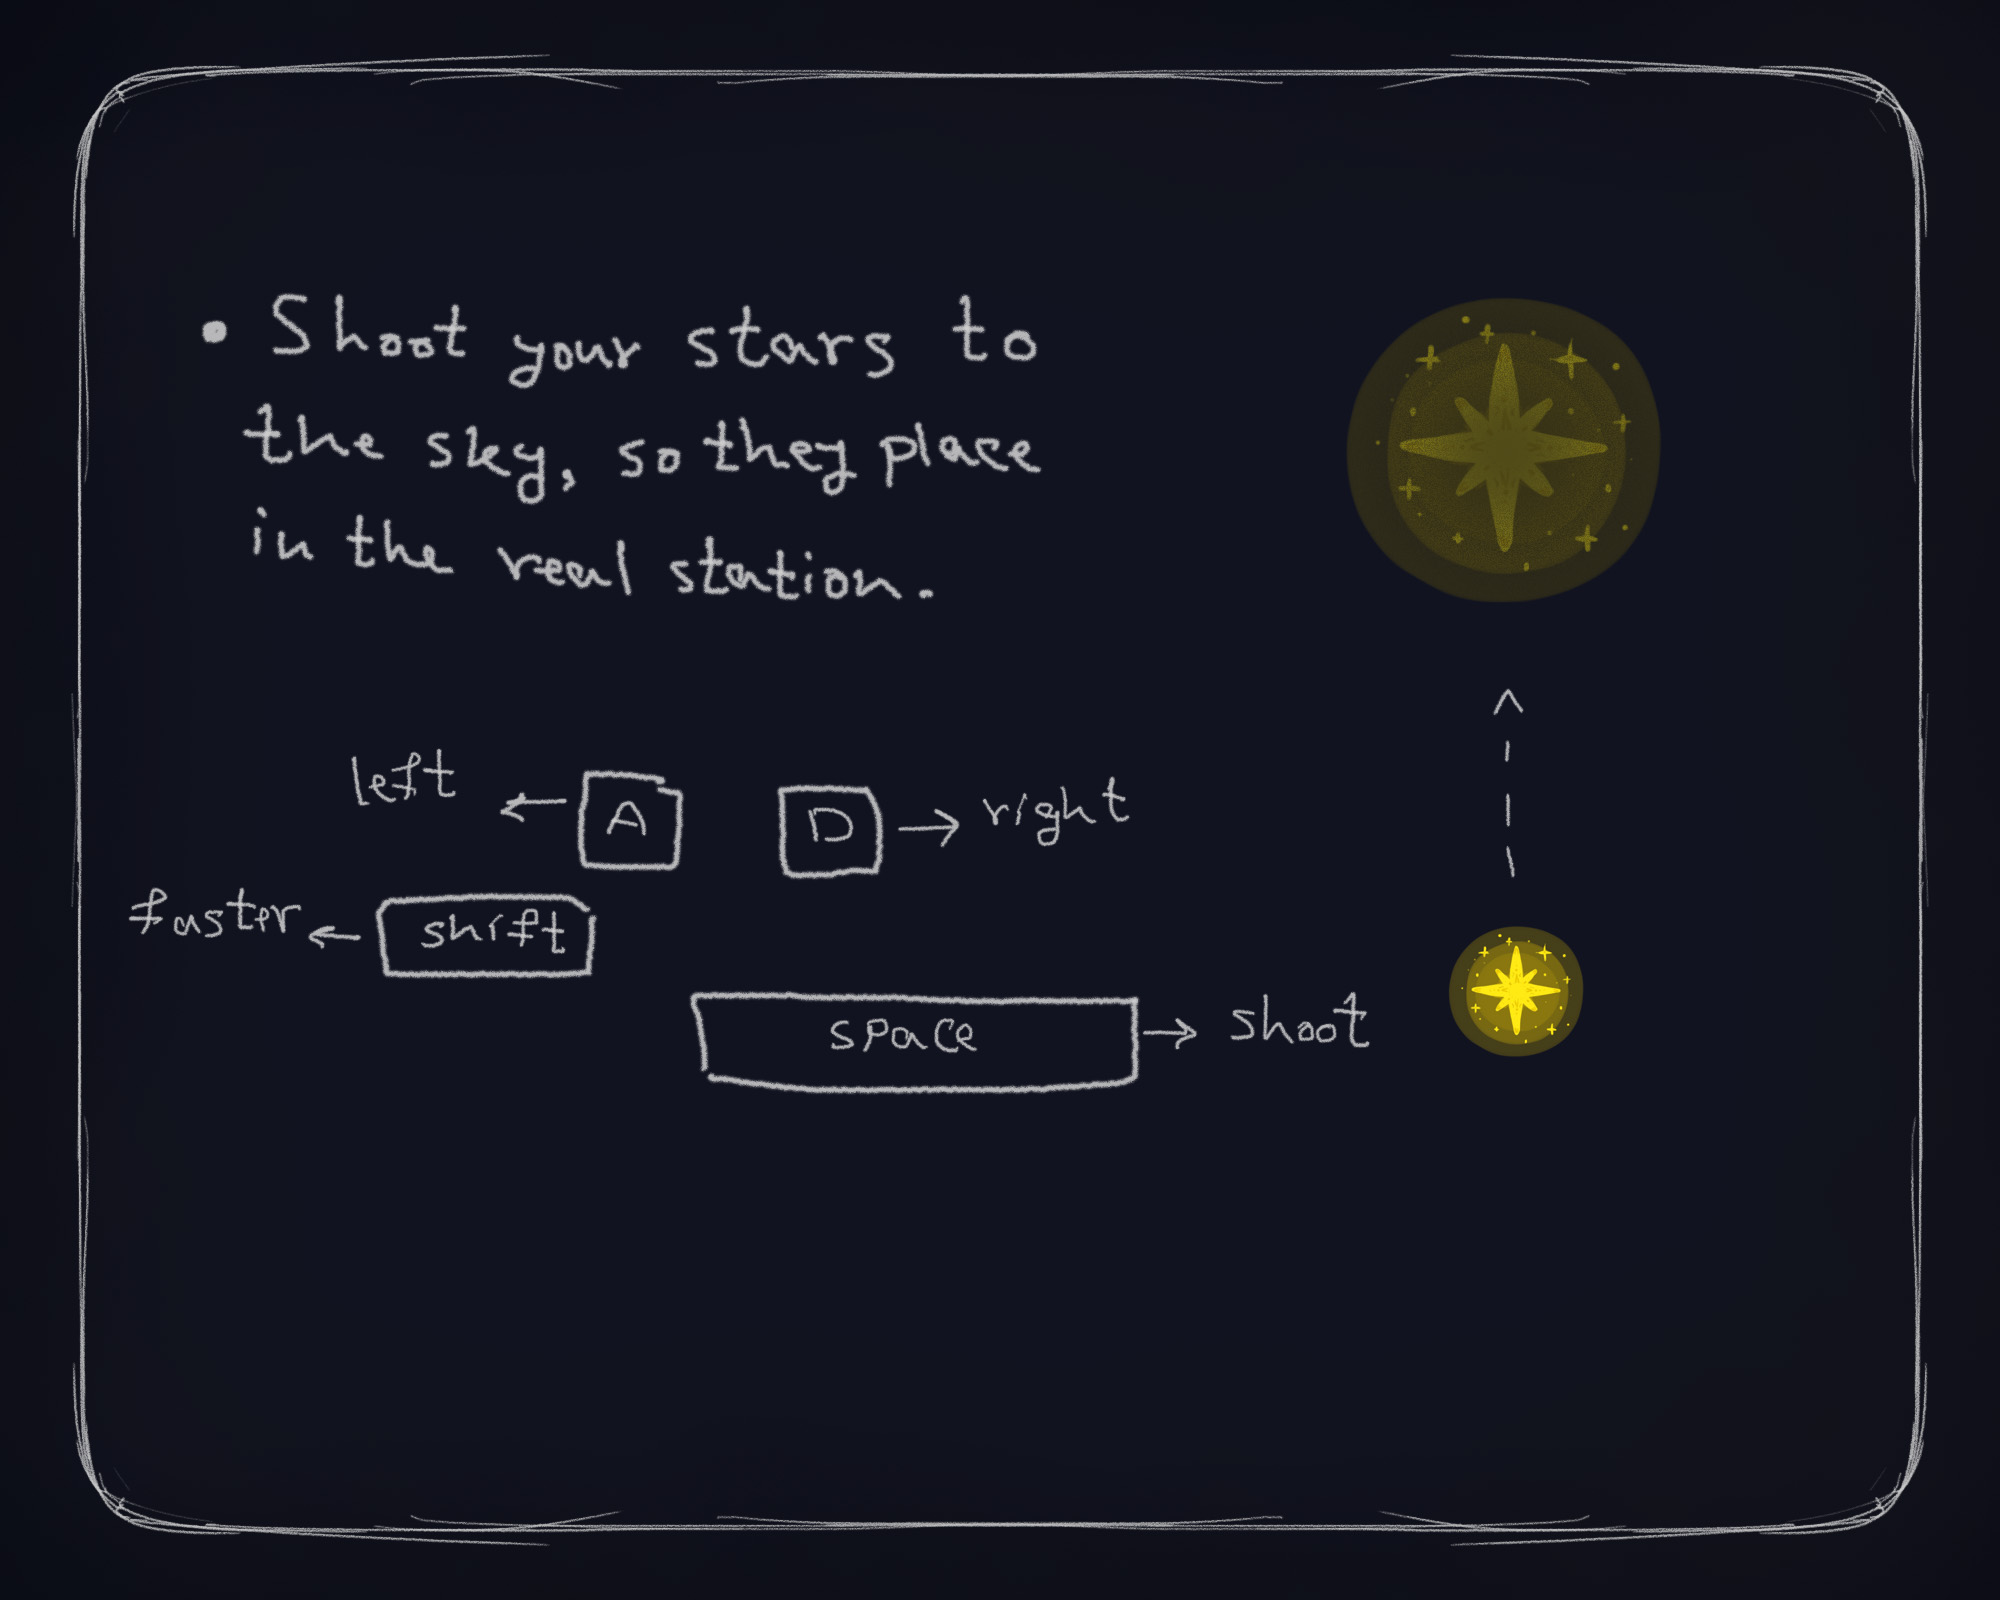 • Shoot your stars to
the sky, so they place
in the real station.
left ← A D → right
faster ← shift
space → shoot